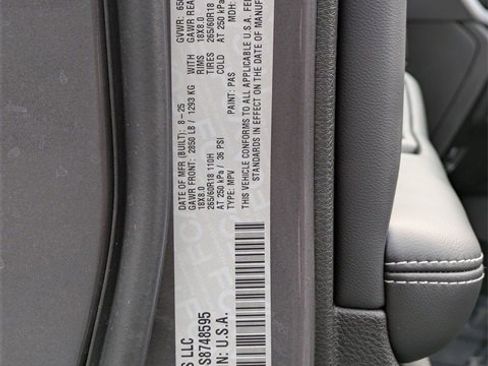 S LLC
DATE OF MFR (BUILT): 8-25
GVWR: 65
GAWR FRONT: 2850 LB / 1293 KG WITH
GAWR REA
18X8.0 RIMS
18X8.0
265/60R18 110H TIRES
265/60R18
AT 250 kPa / 36 PSI COLD
AT 250 kPa
S8748595
TYPE: MPV PAINT: PAS MDH:
N: U.S.A.
THIS VEHICLE CONFORMS TO ALL APPLICABLE U.S.A. FE
STANDARDS IN EFFECT ON THE DATE OF MANUF